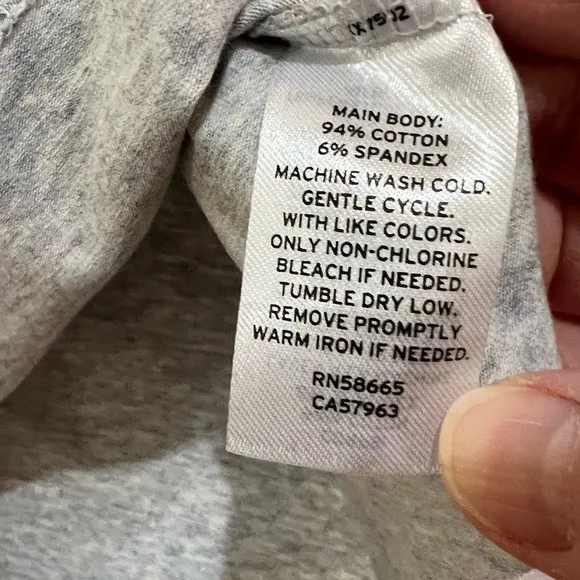 MAIN BODY:
94% COTTON
6% SPANDEX
MACHINE WASH COLD.
GENTLE CYCLE.
WITH LIKE COLORS.
ONLY NON-CHLORINE
BLEACH IF NEEDED.
TUMBLE DRY LOW.
REMOVE PROMPTLY
WARM IRON IF NEEDED.
RN58665
CA57963